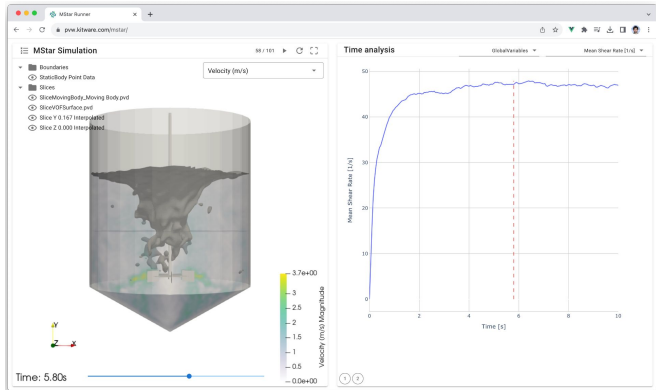 MStar Runner
pvw.kitware.com/mstar/
MStar Simulation
58 / 101
Boundaries
StaticBody Point Data
Slices
SliceMovingBody_Moving Body.pvd
SliceVOFSurface.pvd
Slice Y 0.167 Interpolated
Slice Z 0.000 Interpolated
Velocity (m/s)
3.7e+00
3
2.5
2
1.5
1
0.5
0.0e+00
Velocity (m/s) Magnitude
Y
Z
X
Time: 5.80s
Time analysis
GlobalVariables
Mean Shear Rate [1/s]
50
40
30
20
10
0
Mean Shear Rate [1/s]
0
2
4
6
8
10
Time [s]
1
2